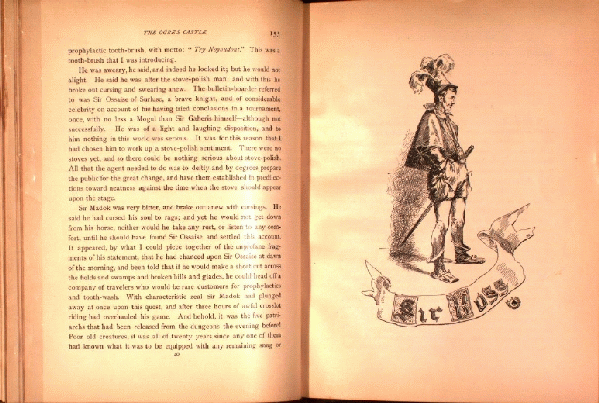 THE OGRE'S CASTLE 153
prophylactic tooth-brush, with motto: "Try Noyoudont." This was a
tooth-brush that I was introducing.
He was aweary, he said, and indeed he looked it; but he would not
alight. He said he was after the stove-polish man, and with this he
broke out cursing and swearing anew. The bulletin-boarder referred
to was Sir Ossaise of Surluse, a brave knight, and of considerable
celebrity on account of his having tried conclusions in a tournament,
once, with no less a Mogul than Sir Gaheris himself—although not
successfully. He was of a light and laughing disposition, and to
him nothing in this world was serious. It was for this reason that I
had chosen him to work up a stove-polish sentiment. There were no
stoves yet, and so there could be nothing serious about stove-polish.
All that the agent needed to do was to deftly and by degrees prepare
the public for the great change, and have them established in predilec-
tions toward neatness against the time when the stove should appear
upon the stage.
Sir Madok was very bitter, and brake out anew with cursings. He
said he had cursed his soul to rags; and yet he would not get down
from his horse, neither would he take any rest, or listen to any com-
fort, until he should have found Sir Ossaise and settled this account.
It appeared, by what I could piece together of the unprofane frag-
ments of his statement, that he had chanced upon Sir Ossaise at dawn
of the morning, and been told that if he would make a short cut across
the fields and swamps and broken hills and glades, he could head off a
company of travelers who would be rare customers for prophylactics
and tooth-wash. With characteristic zeal Sir Madok had plunged
away at once upon this quest, and after three hours of awful crosslot
riding had overhauled his game. And behold, it was the five patri-
archs that had been released from the dungeons the evening before!
Poor old creatures, it was all of twenty years since any one of them
had known what it was to be equipped with any remaining snag or
20
Sir Boss